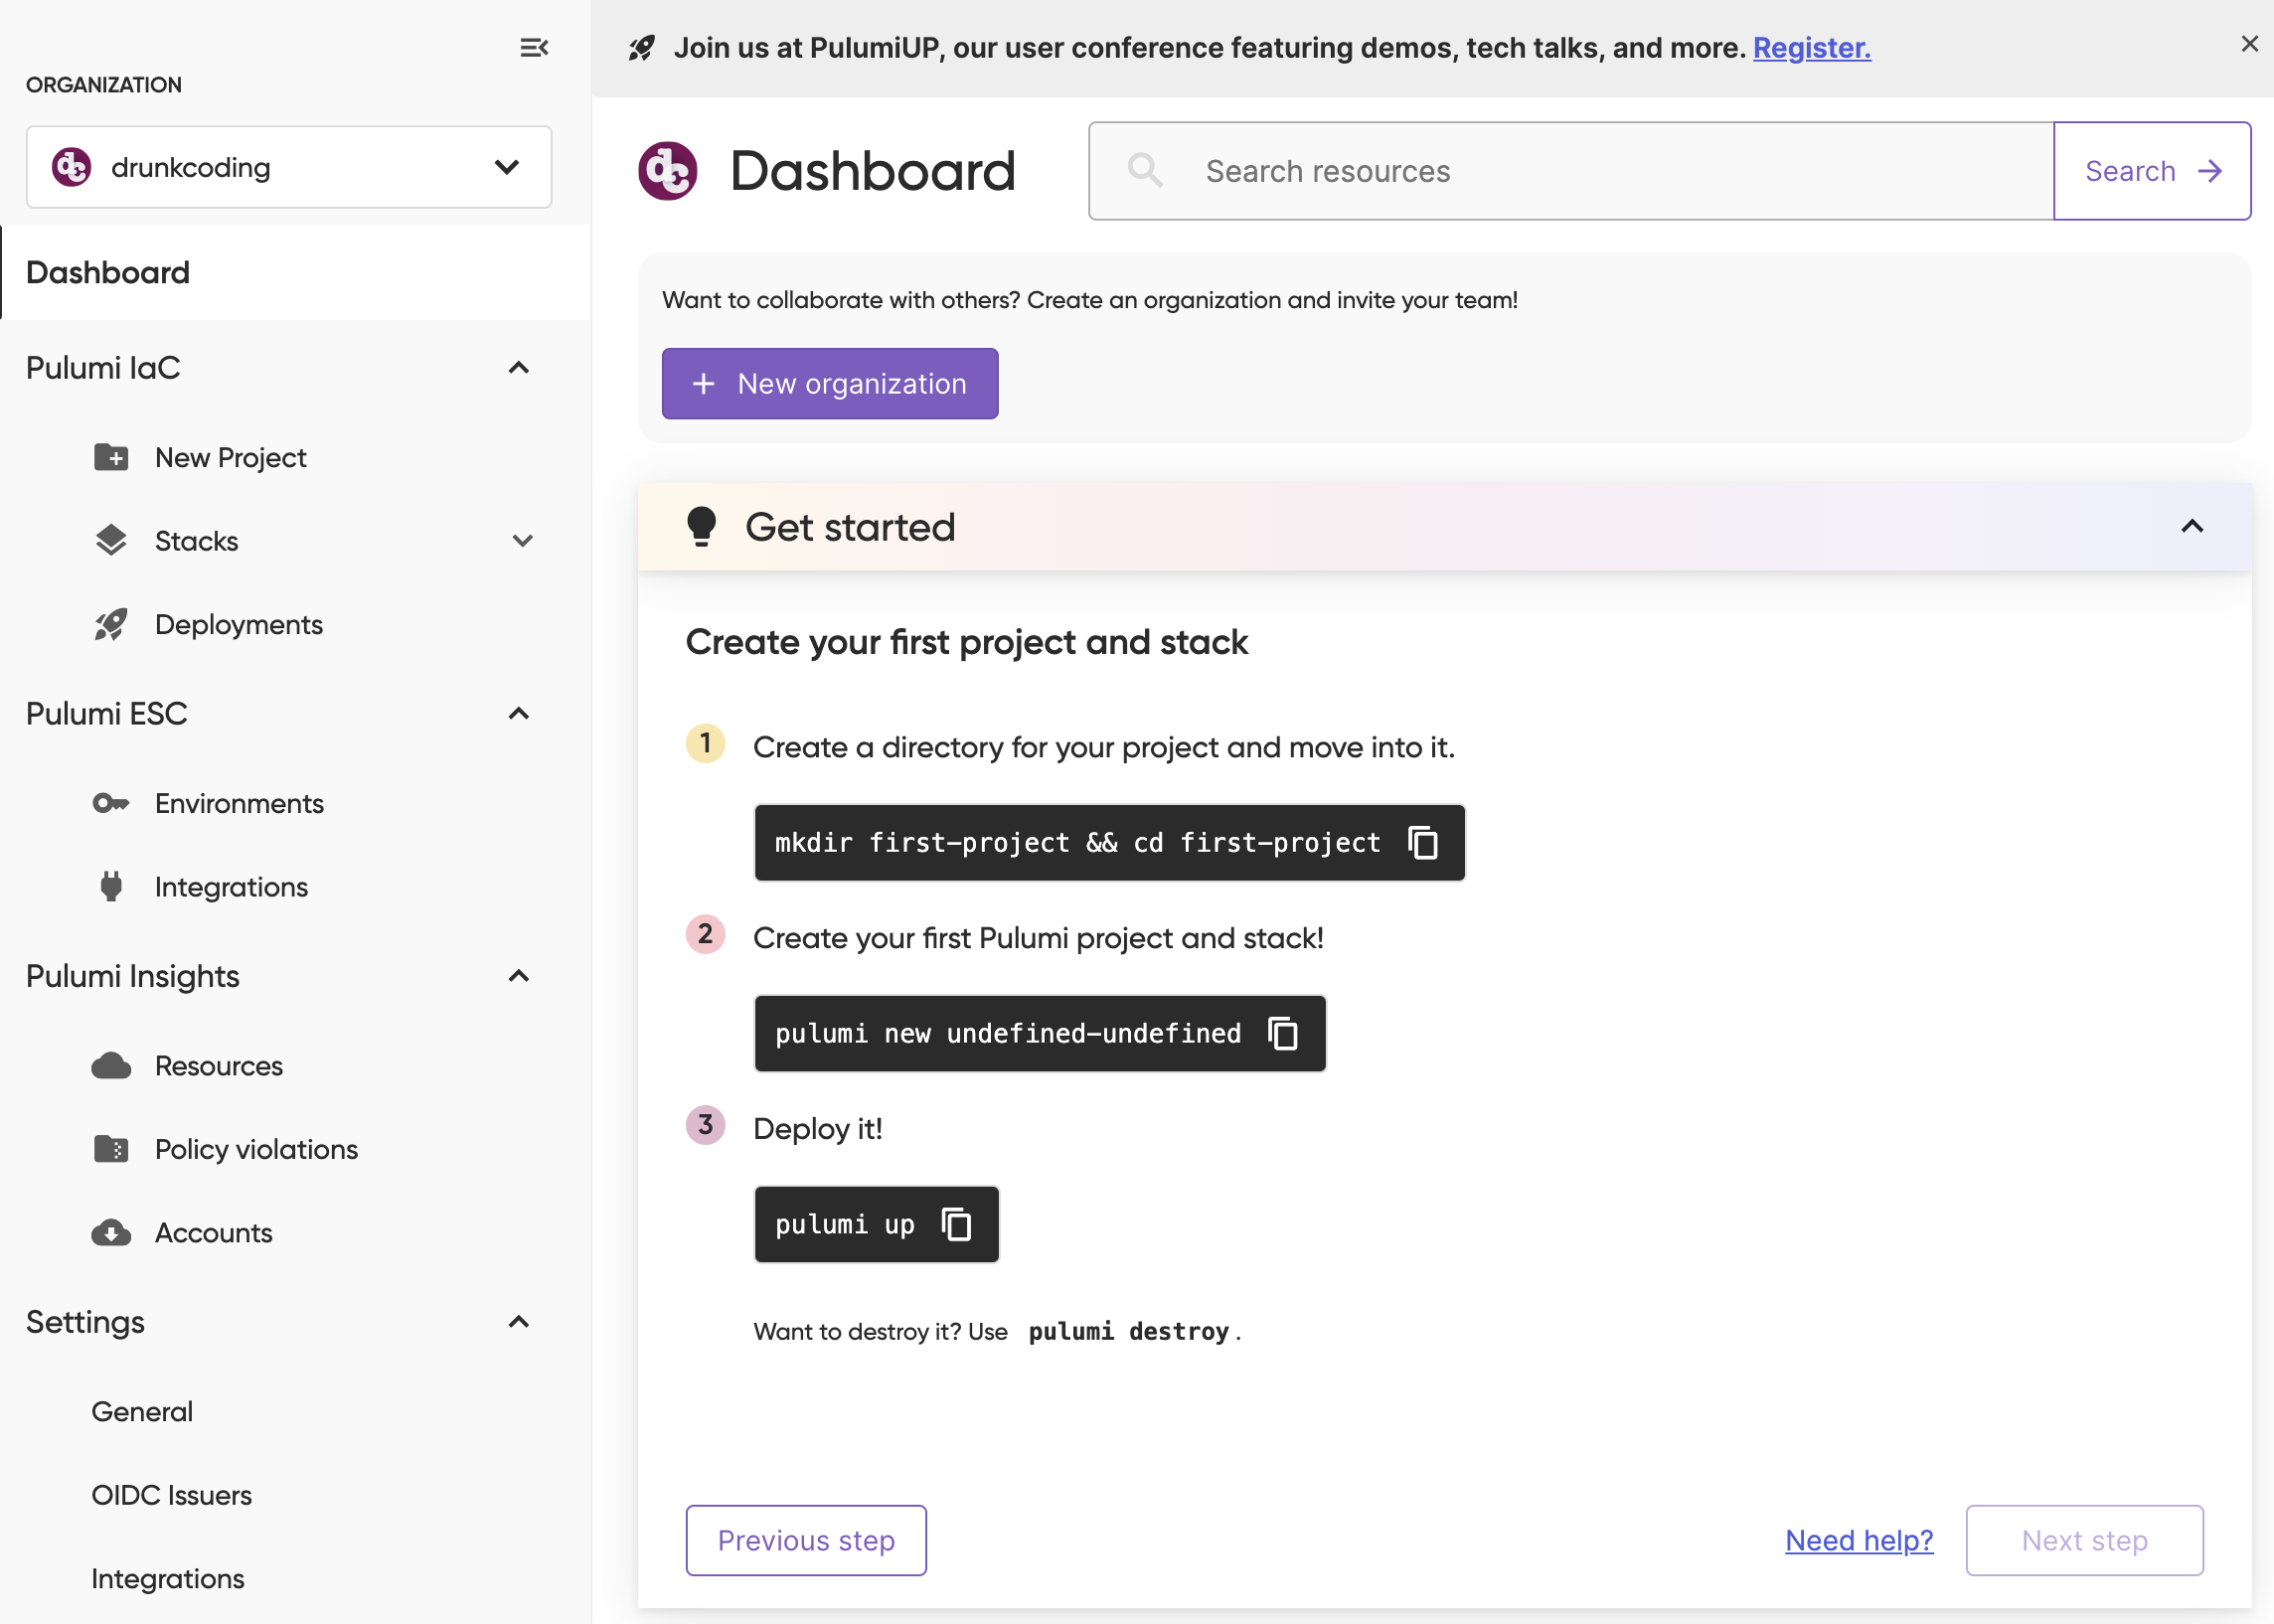 ORGANIZATION
drunkcoding
Dashboard
Pulumi IaC
New Project
Stacks
Deployments
Pulumi ESC
Environments
Integrations
Pulumi Insights
Resources
Policy violations
Accounts
Settings
General
OIDC Issuers
Integrations
Join us at PulumiUP, our user conference featuring demos, tech talks, and more. Register.
dc Dashboard
Search resources
Search
Want to collaborate with others? Create an organization and invite your team!
New organization
Get started
Create your first project and stack
1 Create a directory for your project and move into it.
mkdir first-project && cd first-project
2 Create your first Pulumi project and stack!
pulumi new undefined-undefined
3 Deploy it!
pulumi up
Want to destroy it? Use pulumi destroy.
Previous step
Need help?
Next step